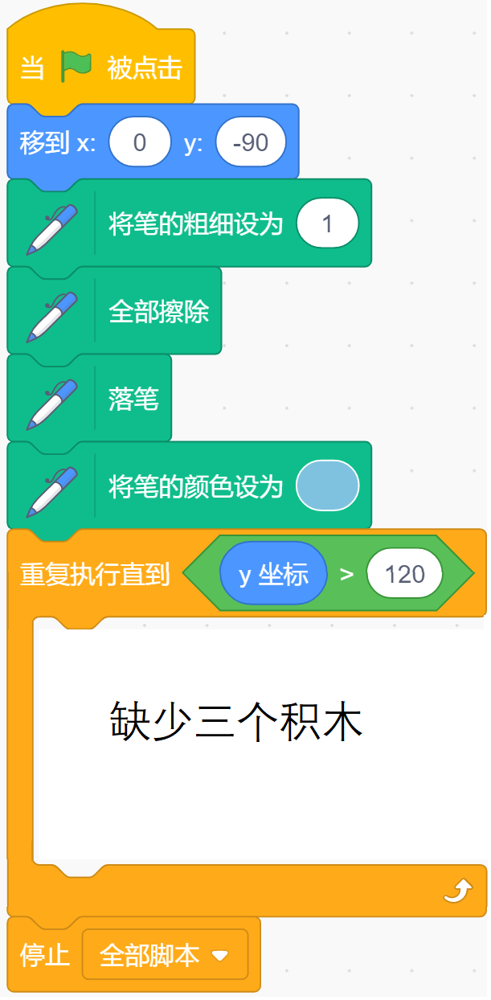 当 被点击
移到 x: 0 y: -90
将笔的粗细设为 1
全部擦除
落笔
将笔的颜色设为
重复执行直到 y 坐标 > 120
缺少三个积木
停止 全部脚本